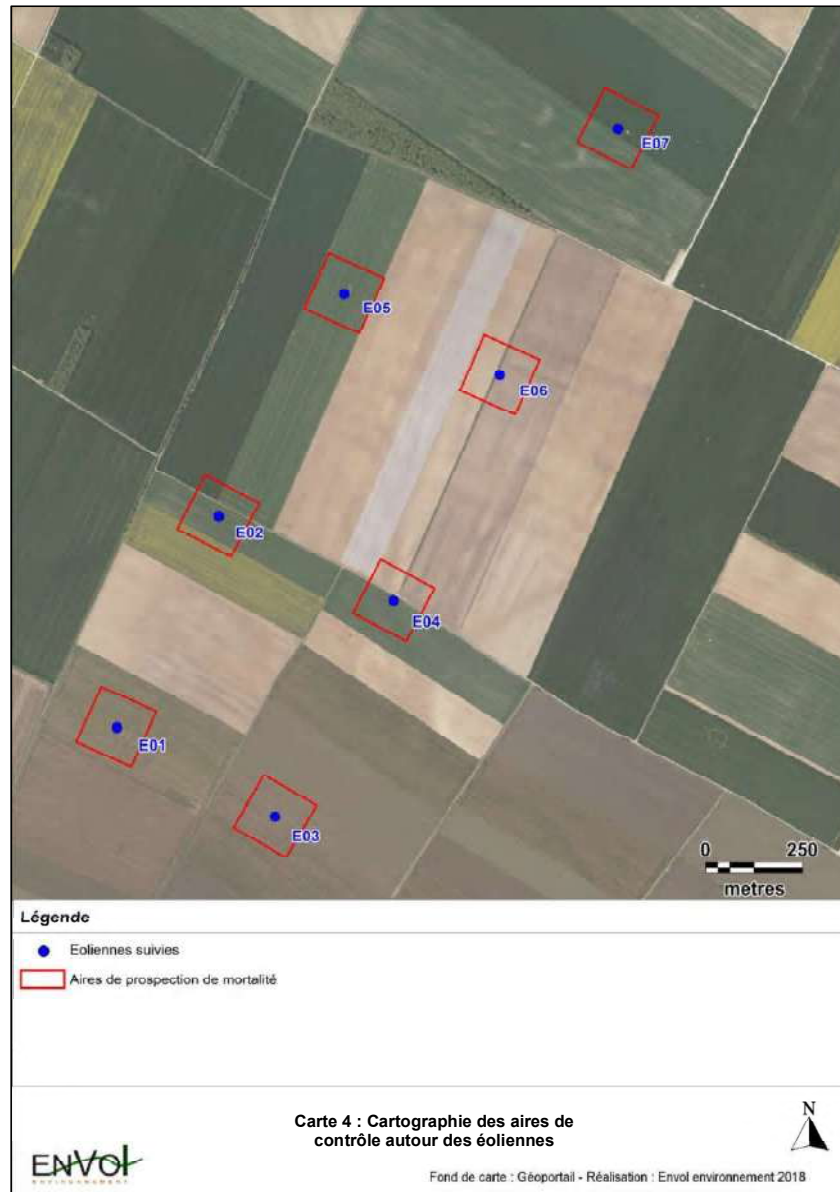 E07
E05
E06
E02
E04
E01
E03
0 250
metres
Légende
Eoliennes suivies
Aires de prospection de mortalité
Carte 4 : Cartographie des aires de
contrôle autour des éoliennes
N
ENVOL
ENVIRONNEMENT
Fond de carte : Géoportail - Réalisation : Envol environnement 2018